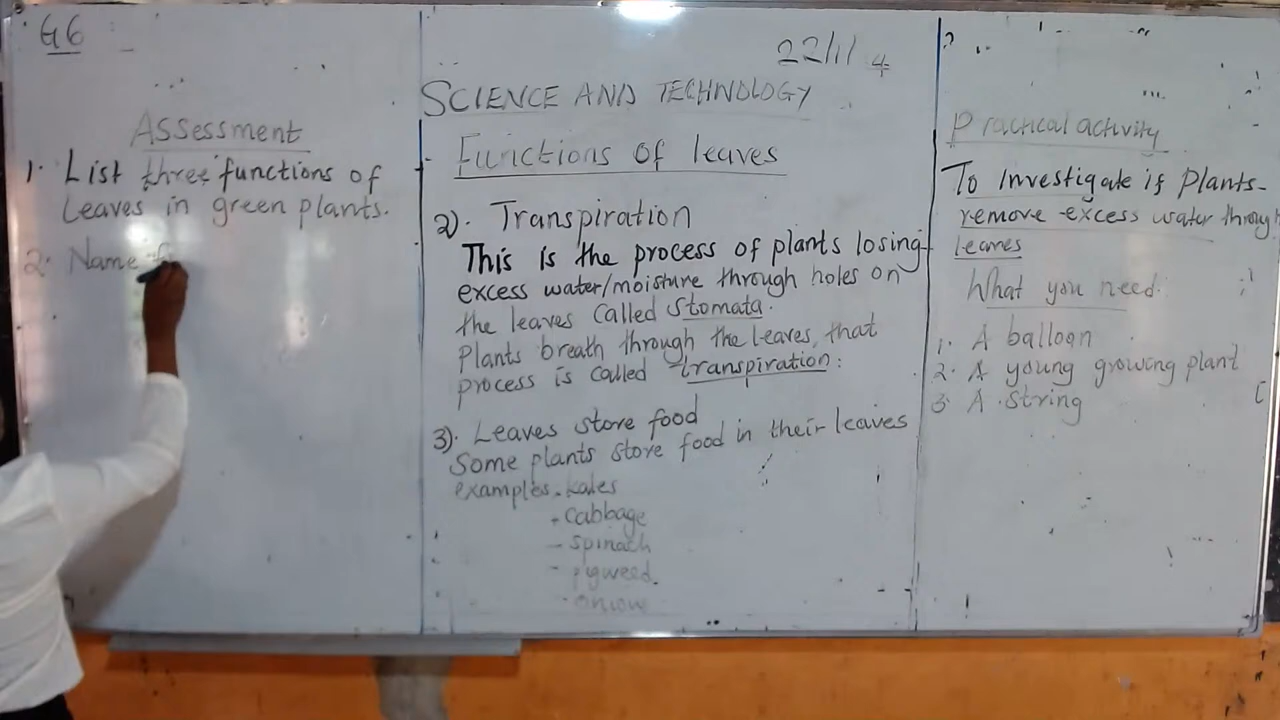 G6
22/1/4
SCIENCE AND TECHNOLOGY
Assessment
1. List three functions of
leaves in green plants.
2. Name
Functions of leaves
2). Transpiration
This is the process of plants losing
excess water/moisture through holes on
the leaves called stomata.
Plants breath through the leaves, that
process is called transpiration:
3). Leaves store food
Some plants store food in their leaves
examples - kales
- Cabbage
- spinach
- pigweed.
- onion
Practical activity
To investigate if plants-
remove excess water through
leaves
What you need:
1. A balloon
2. A young growing plant
3. A string